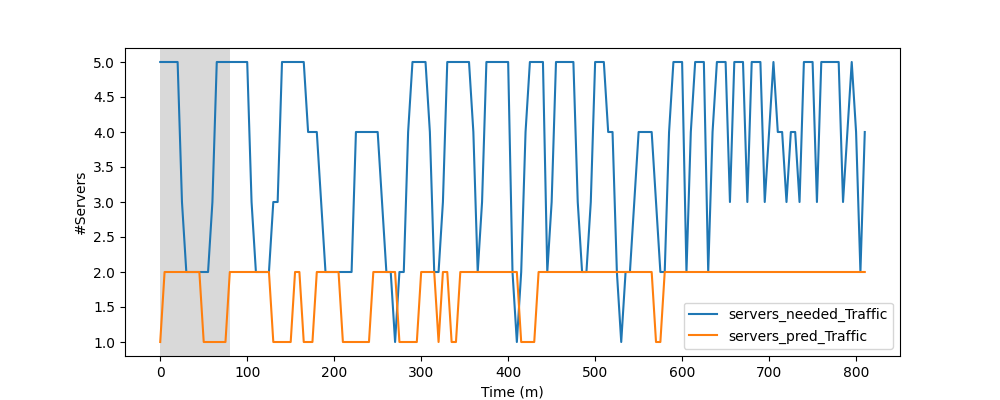 5.0
4.5
4.0
3.5
3.0
2.5
2.0
1.5
1.0
#Servers
0 100 200 300 400 500 600 700 800
Time (m)
servers_needed_Traffic
servers_pred_Traffic